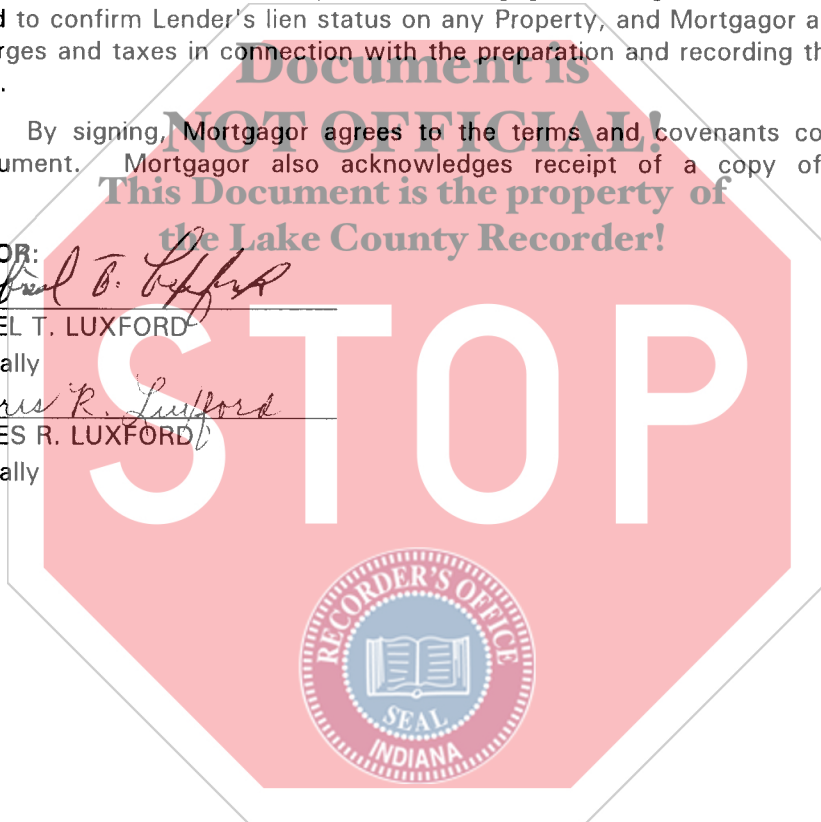 d to confirm Lender's lien status on any Property, and Mortgagor a
rges and taxes in connection with the preparation and recording th
.
Document is
NOT OFFICIAL!
By signing, Mortgagor agrees to the terms and covenants co
ument. Mortgagor also acknowledges receipt of a copy of
This Document is the property of
the Lake County Recorder!
OR:
T. Luxford
EL T. LUXFORD
ally
R. Luxford
ES R. LUXFORD
ally
STOP
RECORDER'S OFFICE
SEAL
INDIANA